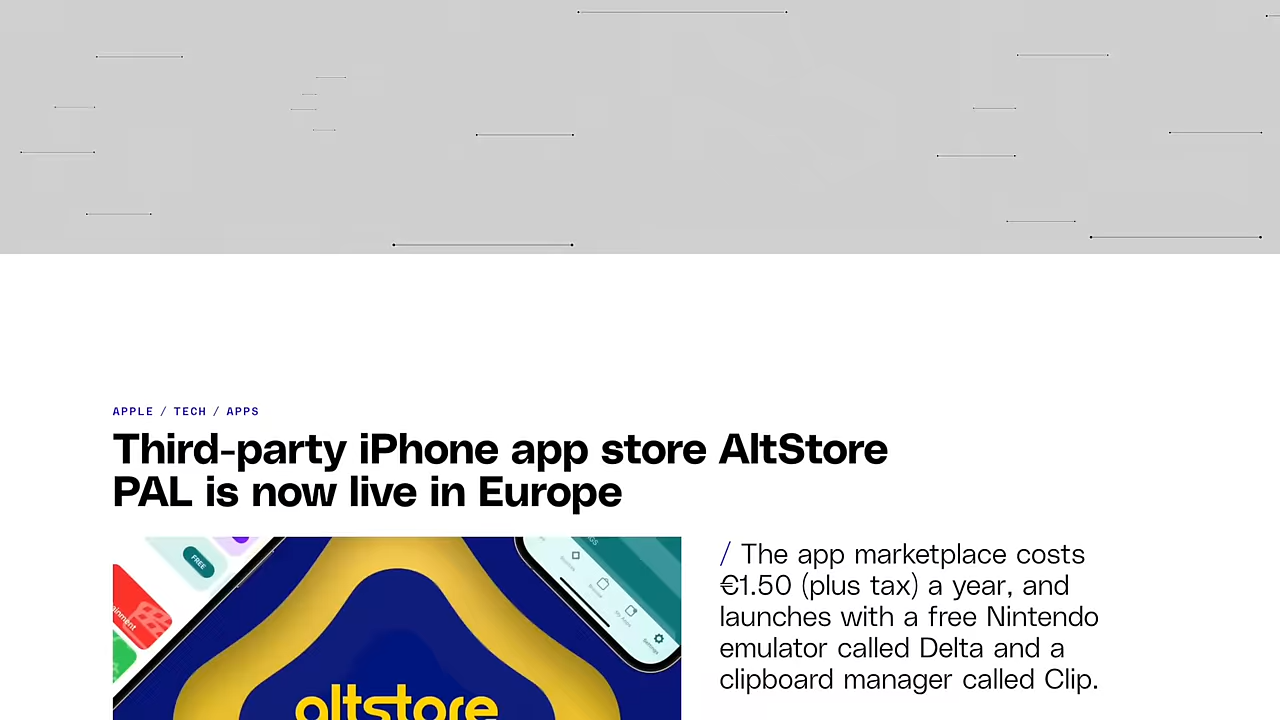 APPLE / TECH / APPS
Third-party iPhone app store AltStore
PAL is now live in Europe
FREE
altstore
Settings
/ The app marketplace costs
€1.50 (plus tax) a year, and
launches with a free Nintendo
emulator called Delta and a
clipboard manager called Clip.